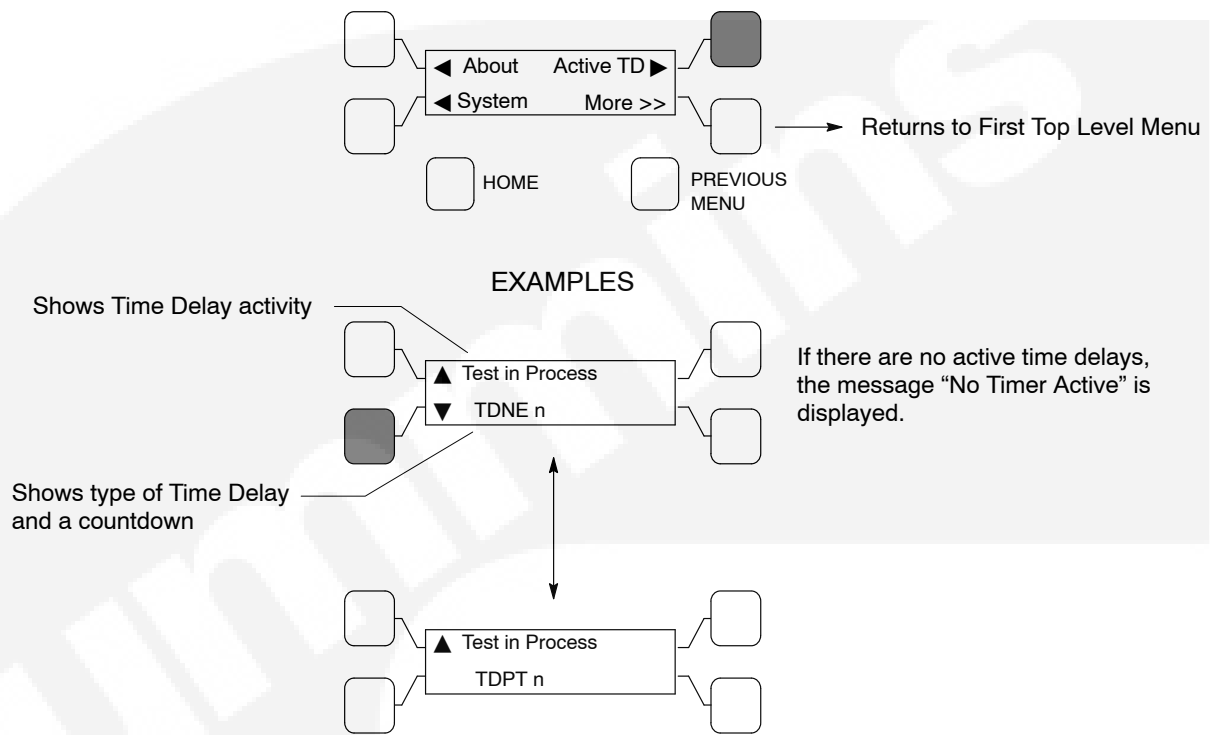 ◀ About Active TD ▶
◀ System More >>
Returns to First Top Level Menu
HOME
PREVIOUS
MENU
EXAMPLES
Shows Time Delay activity
▲ Test in Process
▼ TDNE n
If there are no active time delays,
the message “No Timer Active” is
displayed.
Shows type of Time Delay
and a countdown
▲ Test in Process
TDPT n